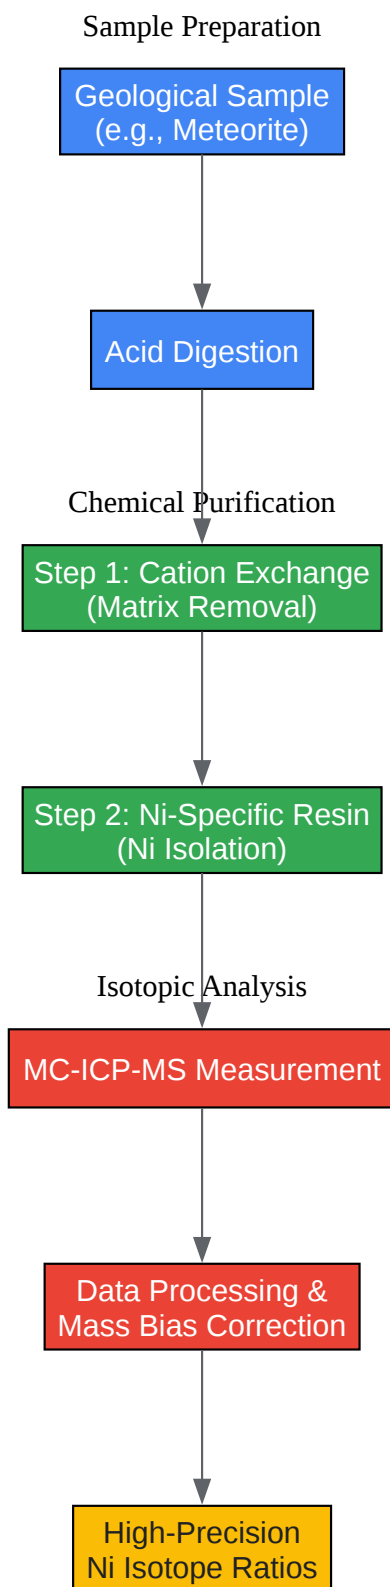 Sample Preparation
Geological Sample
(e.g., Meteorite)
Acid Digestion
Chemical Purification
Step 1: Cation Exchange
(Matrix Removal)
Step 2: Ni-Specific Resin
(Ni Isolation)
Isotopic Analysis
MC-ICP-MS Measurement
Data Processing &
Mass Bias Correction
High-Precision
Ni Isotope Ratios